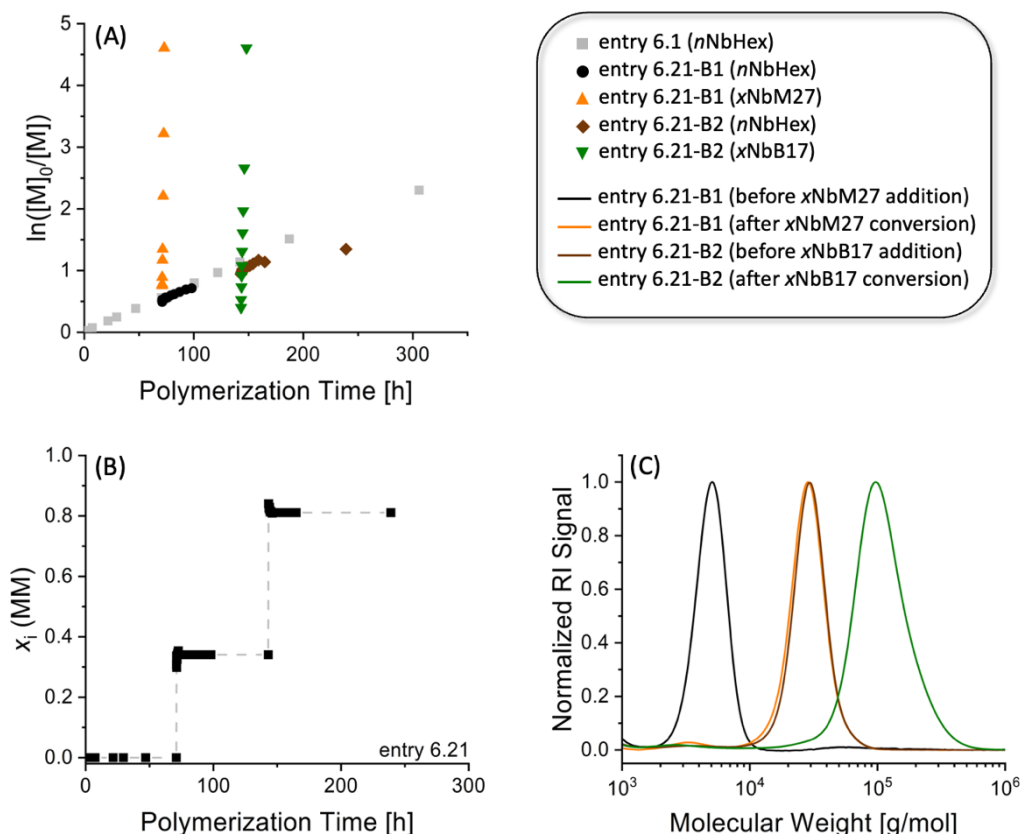 (A)
ln([M]0/[M])
5
4
3
2
1
0
0 100 200 300
Polymerization Time [h]
entry 6.1 (nNbHex)
entry 6.21-B1 (nNbHex)
entry 6.21-B1 (xNbM27)
entry 6.21-B2 (nNbHex)
entry 6.21-B2 (xNbB17)
entry 6.21-B1 (before xNbM27 addition)
entry 6.21-B1 (after xNbM27 conversion)
entry 6.21-B2 (before xNbB17 addition)
entry 6.21-B2 (after xNbB17 conversion)
(B)
xi (MM)
1.0
0.8
0.6
0.4
0.2
0.0
entry 6.21
0 100 200 300
Polymerization Time [h]
(C)
Normalized RI Signal
1.0
0.8
0.6
0.4
0.2
0.0
10³ 10⁴ 10⁵ 10⁶
Molecular Weight [g/mol]